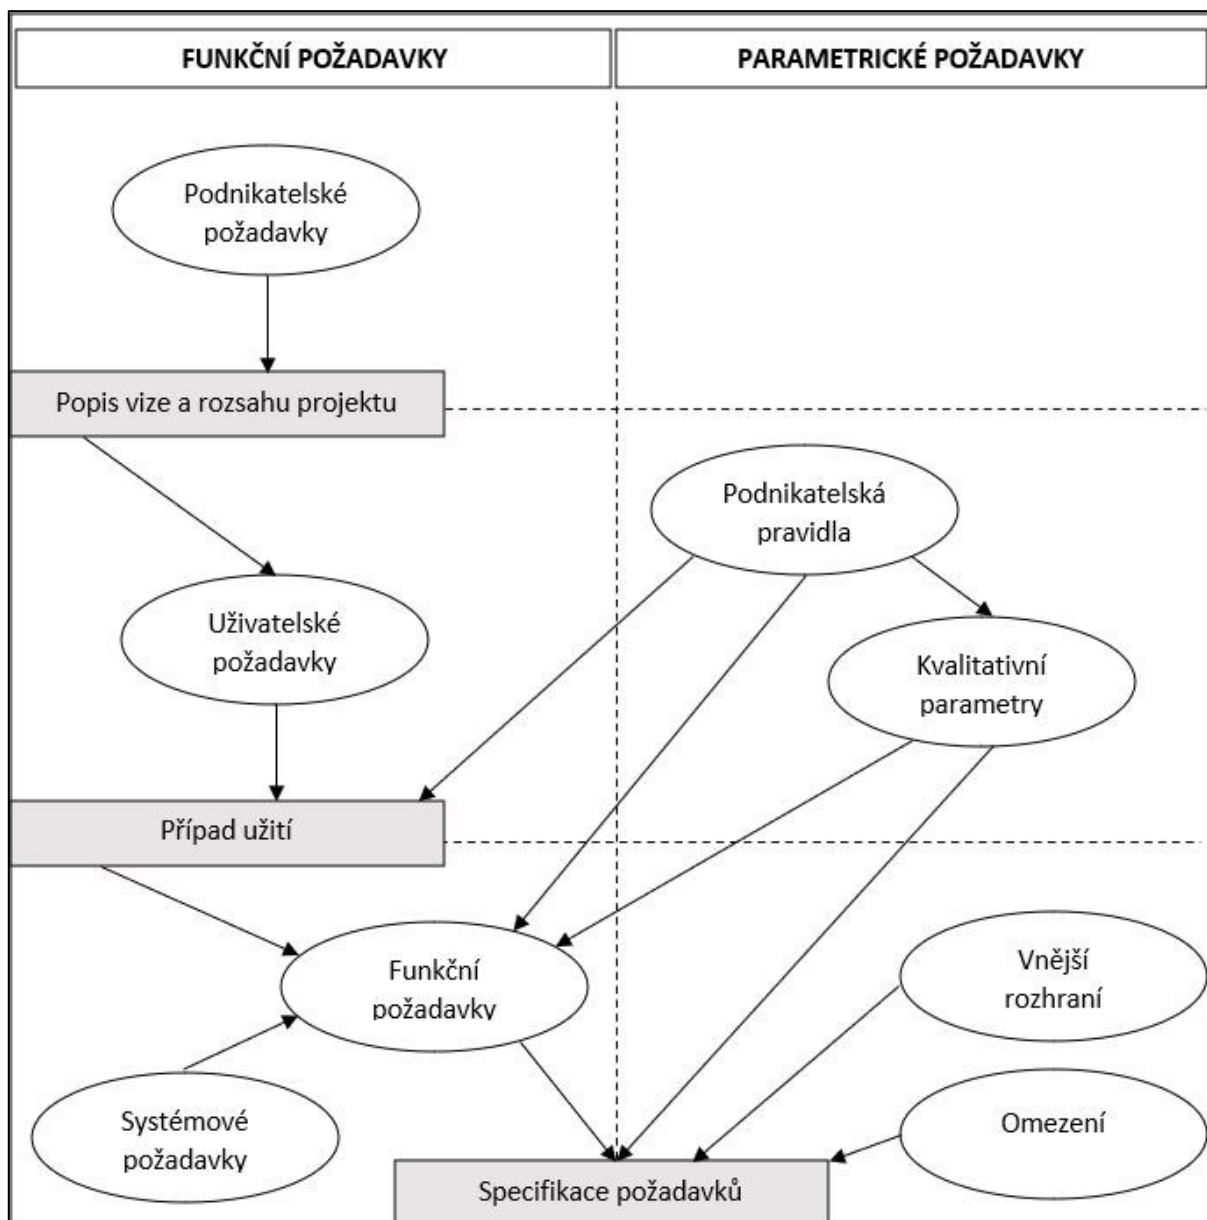 FUNKČNÍ POŽADAVKY
PARAMETRICKÉ POŽADAVKY
Podnikatelské
požadavky
Popis vize a rozsahu projektu
Podnikatelská
pravidla
Uživatelské
požadavky
Kvalitativní
parametry
Případ užití
Funkční
požadavky
Vnější
rozhraní
Systémové
požadavky
Omezení
Specifikace požadavků